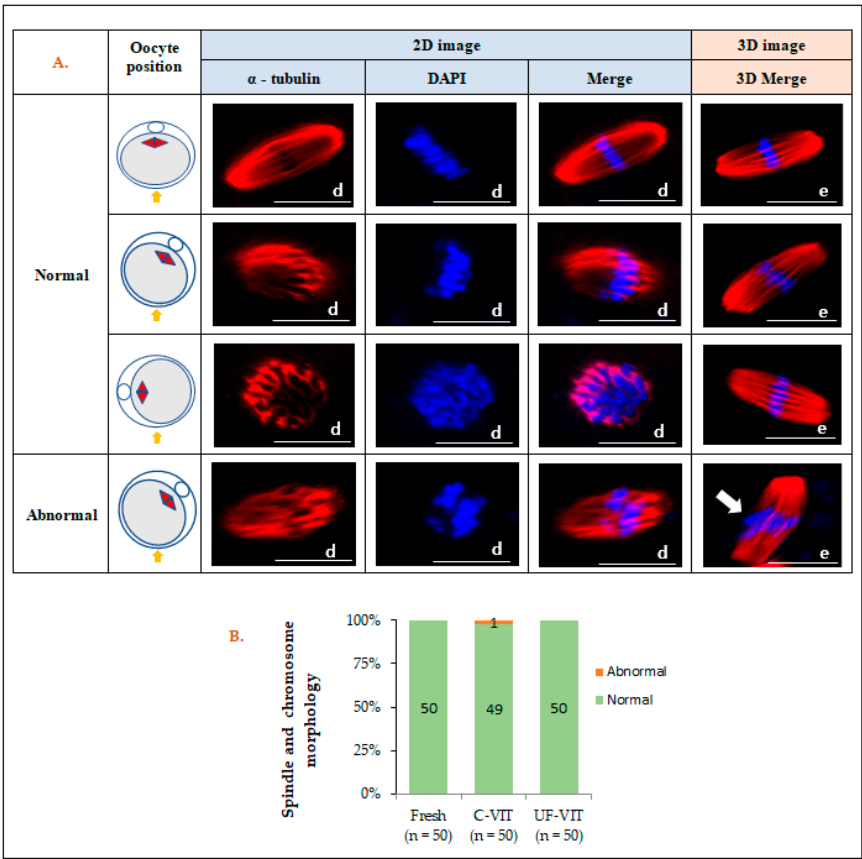 A.
Oocyte
position
2D image
3D image
α - tubulin
DAPI
Merge
3D Merge
Normal
d
d
d
e
d
d
d
e
d
d
d
e
Abnormal
d
d
d
e
B.
Spindle and chromosome
morphology
100%
75%
50%
25%
0%
50
1
49
50
Abnormal
Normal
Fresh
(n = 50)
C-VIT
(n = 50)
UF-VIT
(n = 50)